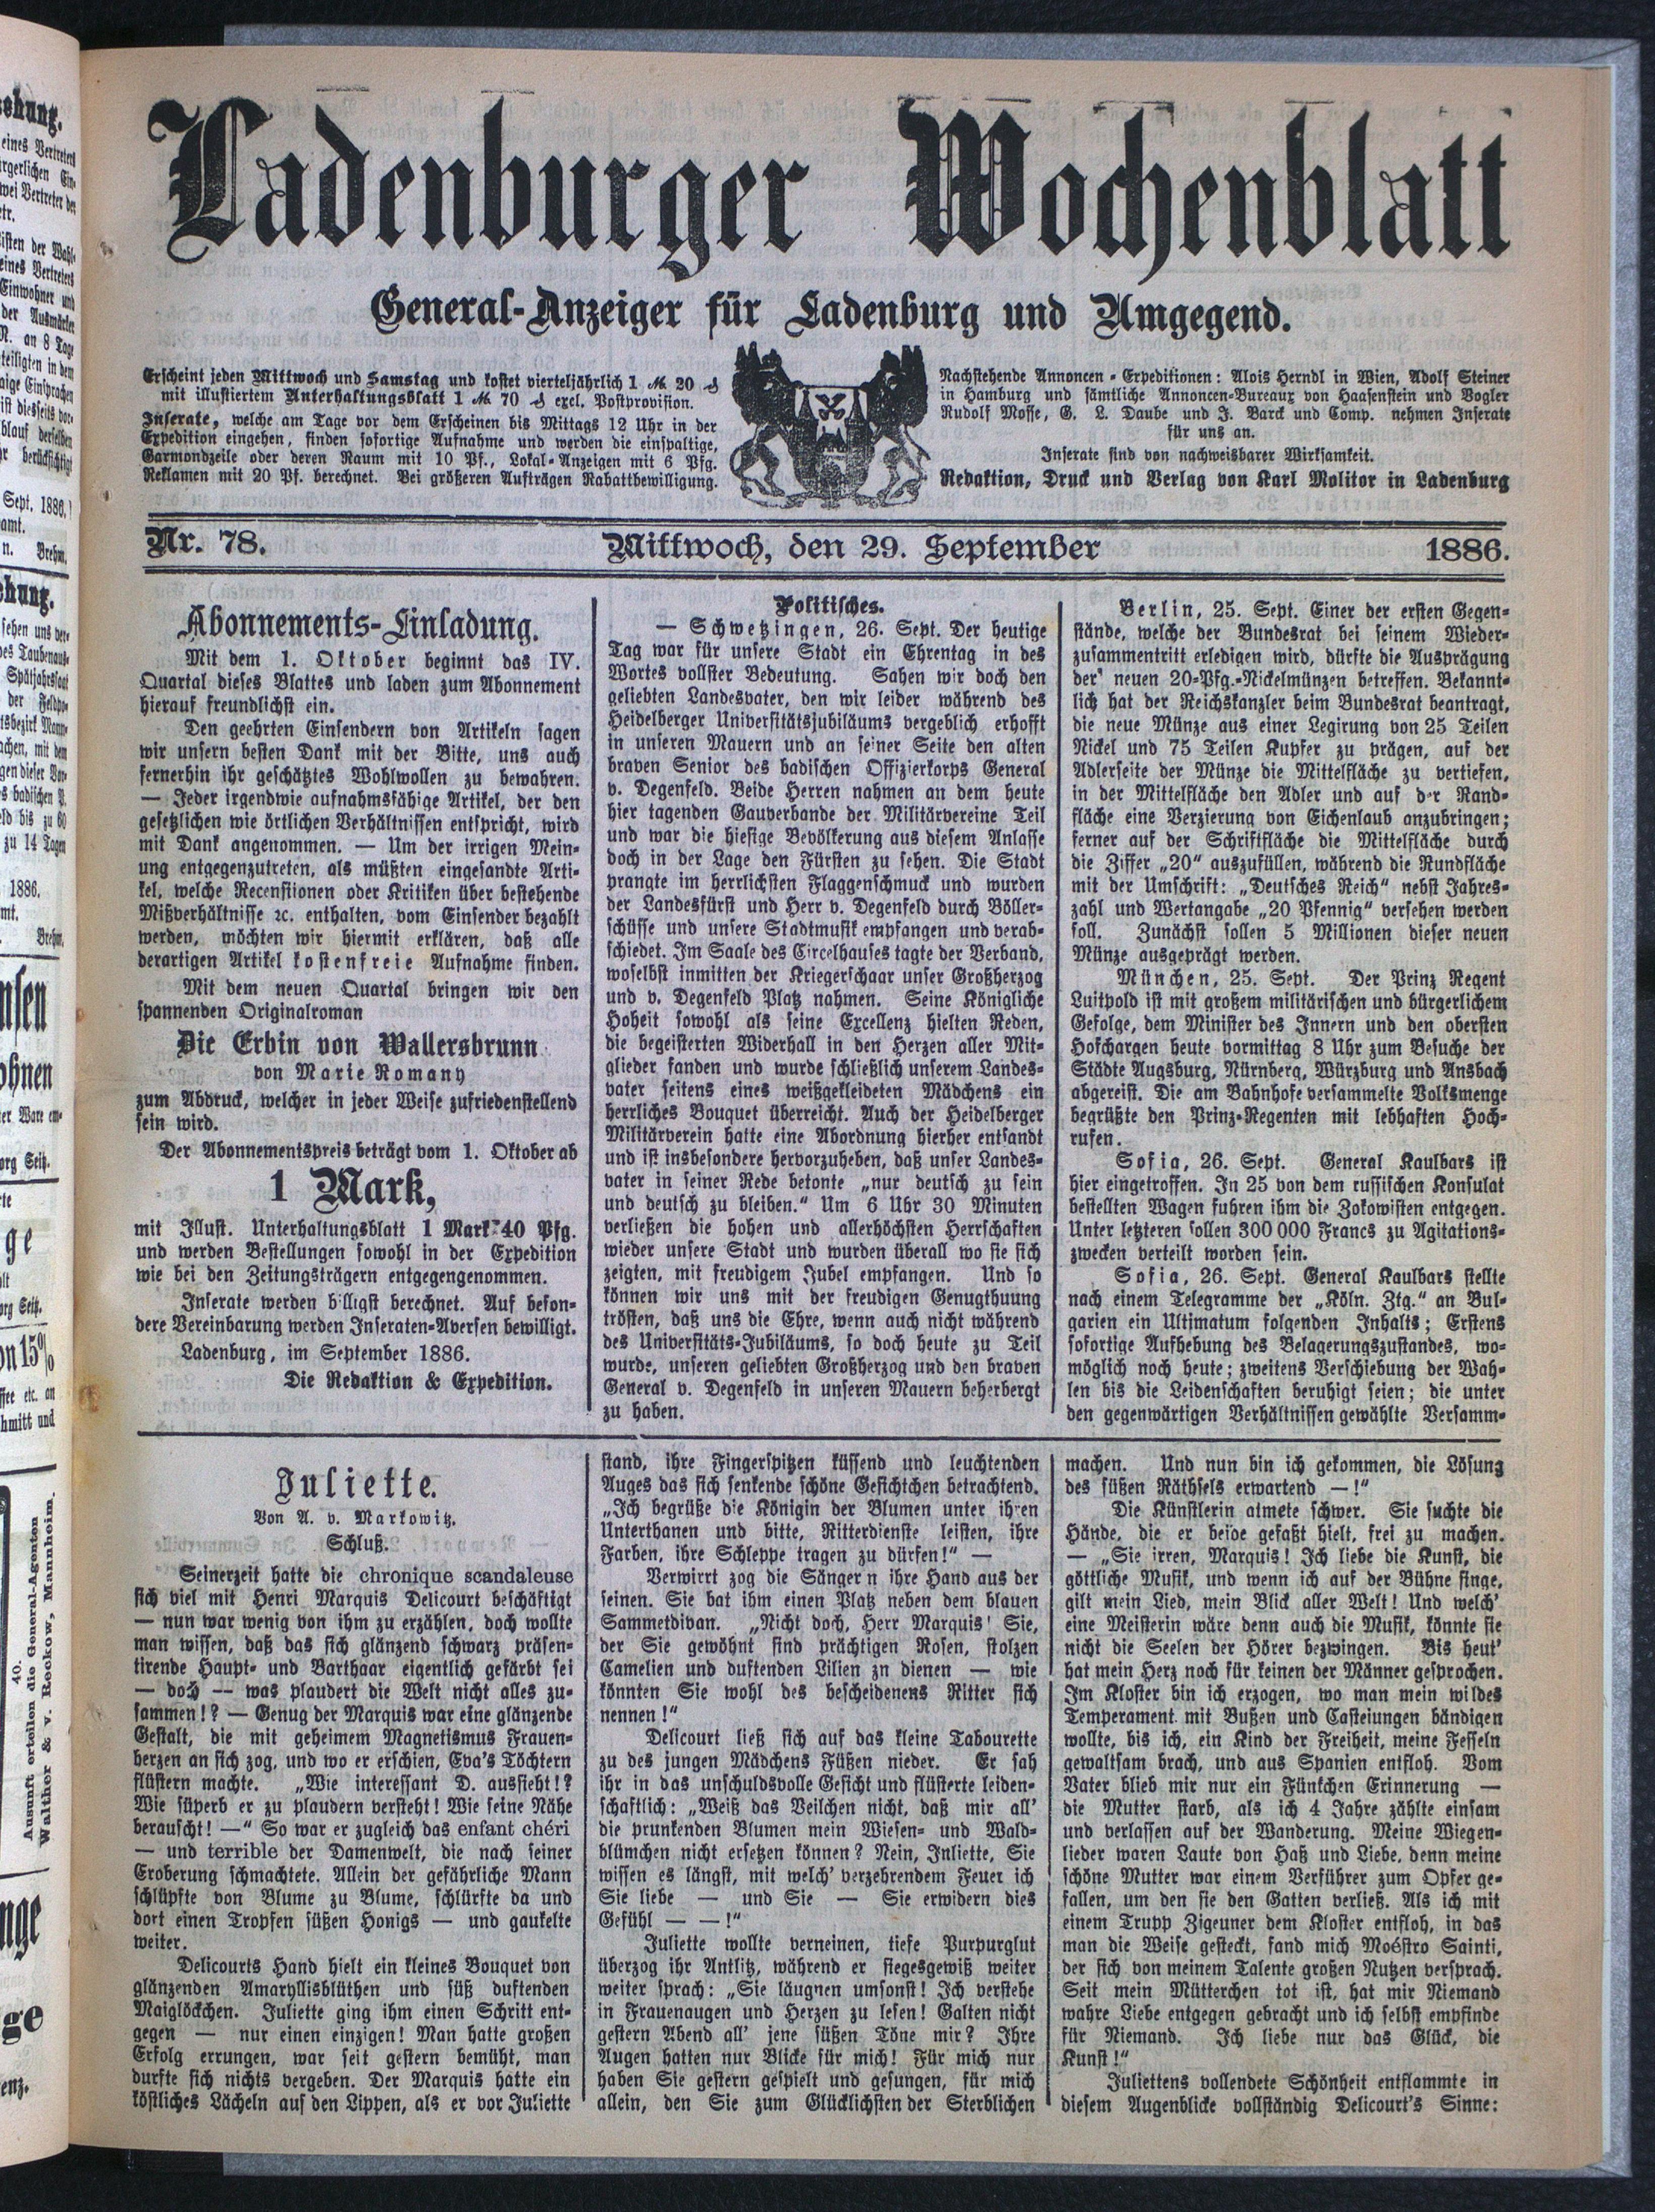 Ladenburger Wochenblatt
General-Anzeiger für Ladenburg und Umgegend.
Erscheint jeden Mittwoch und Samstag und kostet vierteljährlich 1 M. 20 ₰
mit illustriertem Unterhaltungsblatt 1 M. 70 ₰ excl. Postprovision.
Inserate, welche am Tage vor dem Erscheinen bis Mittags 12 Uhr in der
Expedition eingehen, finden sofortige Aufnahme und werden die einspaltige,
Garmondzeile oder deren Raum mit 10 Pf., Lokal-Anzeigen mit 6 Pfg.
Reklamen mit 20 Pf. berechnet. Bei größeren Aufträgen Rabattbewilligung.
Nachstehende Annoncen-Expeditionen: Alois Herndl in Wien, Adolf Steiner
in Hamburg und sämtliche Annoncen-Bureaux von Haasenstein und Vogler
Rudolf Mosse, G. L. Daube und J. Barck und Comp. nehmen Inserate
für uns an.
Inserate sind von nachweisbarer Wirksamkeit.
Redaktion, Druck und Verlag von Karl Molitor in Ladenburg
Nr. 78.
Mittwoch, den 29. September
1886.
Abonnements-Einladung.
Mit dem 1. Oktober beginnt das IV.
Quartal dieses Blattes und laden zum Abonnement
hierauf freundlichst ein.
Den geehrten Einsendern von Artikeln sagen
wir unsern besten Dank mit der Bitte, uns auch
fernerhin ihr geschätztes Wohlwollen zu bewahren.
— Jeder irgendwie aufnahmsfähige Artikel, der den
gesetzlichen wie örtlichen Verhältnissen entspricht, wird
mit Dank angenommen. — Um der irrigen Mein-
ung entgegenzutreten, als müßten eingesandte Arti-
kel, welche Recensiionen oder Kritiken über bestehende
Mißverhältnisse ꝛc. enthalten, vom Einsender bezahlt
werden, möchten wir hiermit erklären, daß alle
derartigen Artikel kostenfreie Aufnahme finden.
Mit dem neuen Quartal bringen wir den
spannenden Originalroman
Die Erbin von Wallersbrunn
von Marie Romany
zum Abdruck, welcher in jeder Weise zufriedenstellend
sein wird.
Der Abonnementspreis beträgt vom 1. Oktober ab
1 Mark,
mit Illust. Unterhaltungsblatt 1 Mark 40 Pfg.
und werden Bestellungen sowohl in der Expedition
wie bei den Zeitungsträgern entgegengenommen.
Inserate werden billigst berechnet. Auf beson-
dere Vereinbarung werden Inseraten-Aversen bewilligt.
Ladenburg, im September 1886.
Die Redaktion & Expedition.
Politisches.
— Schwetzingen, 26. Sept. Der heutige
Tag war für unsere Stadt ein Ehrentag in des
Wortes vollster Bedeutung. Sahen wir doch den
geliebten Landesvater, den wir leider während des
Heidelberger Universitätsjubiläums vergeblich erhofft
in unseren Mauern und an seiner Seite den alten
braven Senior des badischen Offizierkorps General
v. Degenfeld. Beide Herren nahmen an dem heute
hier tagenden Gauverbande der Militärvereine Teil
und war die hiesige Bevölkerung aus diesem Anlasse
doch in der Lage den Fürsten zu sehen. Die Stadt
prangte im herrlichsten Flaggenschmuck und wurden
der Landesfürst und Herr v. Degenfeld durch Böller-
schüsse und unsere Stadtmusik empfangen und verab-
schiedet. Im Saale des Circelhauses tagte der Verband,
woselbst inmitten der Kriegerschaar unser Großherzog
und v. Degenfeld Platz nahmen. Seine Königliche
Hoheit sowohl als seine Excellenz hielten Reden,
die begeisterten Widerhall in den Herzen aller Mit-
glieder fanden und wurde schließlich unserem Landes-
vater seitens eines weißgekleideten Mädchens ein
herrliches Bouquet überreicht. Auch der Heidelberger
Militärverein hatte eine Abordnung hierher entsandt
und ist insbesondere hervorzuheben, daß unser Landes-
vater in seiner Rede betonte „nur deutsch zu sein
und deutsch zu bleiben.“ Um 6 Uhr 30 Minuten
verließen die hohen und allerhöchsten Herrschaften
wieder unsere Stadt und wurden überall wo sie sich
zeigten, mit freudigem Jubel empfangen. Und so
können wir uns mit der freudigen Genugthuung
trösten, daß uns die Ehre, wenn auch nicht während
des Universitäts-Jubiläums, so doch heute zu Teil
wurde, unseren geliebten Großherzog und den braven
General v. Degenfeld in unseren Mauern beherbergt
zu haben.
Berlin, 25. Sept. Einer der ersten Gegen-
stände, welche der Bundesrat bei seinem Wieder-
zusammentritt erledigen wird, dürfte die Ausprägung
der neuen 20-Pfg.-Nickelmünzen betreffen. Bekannt-
lich hat der Reichskanzler beim Bundesrat beantragt,
die neue Münze aus einer Legirung von 25 Teilen
Nickel und 75 Teilen Kupfer zu prägen, auf der
Adlerseite der Münze die Mittelfläche zu vertiefen,
in der Mittelfläche den Adler und auf der Rand-
fläche eine Verzierung von Eichenlaub anzubringen;
ferner auf der Schriftfläche die Mittelfläche durch
die Ziffer „20“ auszufüllen, während die Rundfläche
mit der Umschrift: „Deutsches Reich“ nebst Jahres-
zahl und Wertangabe „20 Pfennig“ versehen werden
soll. Zunächst sollen 5 Millionen dieser neuen
Münze ausgeprägt werden.
München, 25. Sept. Der Prinz Regent
Luitpold ist mit großem militärischen und bürgerlichem
Gefolge, dem Minister des Innern und den obersten
Hofchargen heute vormittag 8 Uhr zum Besuche der
Städte Augsburg, Nürnberg, Würzburg und Ansbach
abgereist. Die am Bahnhofe versammelte Volksmenge
begrüßte den Prinz-Regenten mit lebhaften Hoch-
rufen.
Sofia, 26. Sept. General Kaulbars ist
hier eingetroffen. In 25 von dem russischen Konsulat
bestellten Wagen fuhren ihm die Zokowisten entgegen.
Unter letzteren sollen 300 000 Francs zu Agitations-
zwecken verteilt worden sein.
Sofia, 26. Sept. General Kaulbars stellte
nach einem Telegramme der „Köln. Ztg.“ an Bul-
garien ein Ultimatum folgenden Inhalts; Erstens
sofortige Aufhebung des Belagerungszustandes, wo-
möglich noch heute; zweitens Verschiebung der Wah-
len bis die Leidenschaften beruhigt seien; die unter
den gegenwärtigen Verhältnissen gewählte Versamm-
Juliette.
Von A. v. Markowitz.
Schluß.
Seinerzeit hatte die chronique scandaleuse
sich viel mit Henri Marquis Delicourt beschäftigt
— nun war wenig von ihm zu erzählen, doch wollte
man wissen, daß das sich glänzend schwarz präsen-
tirende Haupt- und Barthaar eigentlich gefärbt sei
— doch -- was plaudert die Welt nicht alles zu-
sammen!? — Genug der Marquis war eine glänzende
Gestalt, die mit geheimem Magnetismus Frauen-
herzen an sich zog, und wo er erschien, Eva's Töchtern
flüstern machte. „Wie interessant D. aussieht!?
Wie süperb er zu plaudern versteht! Wie seine Nähe
berauscht! —“ So war er zugleich das enfant chéri
— und terrible der Damenwelt, die nach seiner
Eroberung schmachtete. Allein der gefährliche Mann
schlüpfte von Blume zu Blume, schlürfte da und
dort einen Tropfen süßen Honigs — und gaukelte
weiter.
Delicourts Hand hielt ein kleines Bouquet von
glänzenden Amaryllisblüthen und süß duftenden
Maiglöckchen. Juliette ging ihm einen Schritt ent-
gegen — nur einen einzigen! Man hatte großen
Erfolg errungen, war seit gestern bemüht, man
durfte sich nichts vergeben. Der Marquis hatte ein
köstliches Lächeln auf den Lippen, als er vor Juliette
stand, ihre Fingerspitzen küssend und leuchtenden
Auges das sich senkende schöne Gesichtchen betrachtend.
„Ich begrüße die Königin der Blumen unter ihren
Unterthanen und bitte, Ritterdienste leisten, ihre
Farben, ihre Schleppe tragen zu dürfen!“ —
Verwirrt zog die Sänger n ihre Hand aus der
seinen. Sie bat ihm einen Platz neben dem blauen
Sammetdivan. „Nicht doch, Herr Marquis! Sie,
der Sie gewöhnt sind prächtigen Rosen, stolzen
Camelien und duftenden Lilien zn dienen — wie
könnten Sie wohl des bescheidenens Ritter sich
nennen!“
Delicourt ließ sich auf das kleine Tabourette
zu des jungen Mädchens Füßen nieder. Er sah
ihr in das unschuldsvolle Gesicht und flüsterte leiden-
schaftlich: „Weiß das Veilchen nicht, daß mir all'
die prunkenden Blumen mein Wiesen- und Wald-
blümchen nicht ersetzen können? Nein, Juliette, Sie
wissen es längst, mit welch' verzehrendem Feuer ich
Sie liebe — und Sie — Sie erwidern dies
Gefühl — —!“
Juliette wollte verneinen, tiefe Purpurglut
überzog ihr Antlitz, während er siegesgewiß weiter
weiter sprach: „Sie läugnen umsonst! Ich verstehe
in Frauenaugen und Herzen zu lesen! Galten nicht
gestern Abend all' jene süßen Töne mir? Ihre
Augen hatten nur Blicke für mich! Für mich nur
haben Sie gestern gespielt und gesungen, für mich
allein, den Sie zum Glücklichsten der Sterblichen
machen. Und nun bin ich gekommen, die Lösung
des süßen Räthsels erwartend —!“
Die Künstlerin atmete schwer. Sie suchte die
Hände, die er beide gefaßt hielt, frei zu machen.
— „Sie irren, Marquis! Ich liebe die Kunst, die
göttliche Musik, und wenn ich auf der Bühne singe,
gilt mein Lied, mein Blick aller Welt! Und welch'
eine Meisterin wäre denn auch die Musik, könnte sie
nicht die Seelen der Hörer bezwingen. Bis heut'
hat mein Herz noch für keinen der Männer gesprochen.
Im Kloster bin ich erzogen, wo man mein wildes
Temperament mit Bußen und Casteiungen bändigen
wollte, bis ich, ein Kind der Freiheit, meine Fesseln
gewaltsam brach, und aus Spanien entfloh. Vom
Vater blieb mir nur ein Fünkchen Erinnerung —
die Mutter starb, als ich 4 Jahre zählte einsam
und verlassen auf der Wanderung. Meine Wiegen-
lieder waren Laute von Haß und Liebe, denn meine
schöne Mutter war einem Verführer zum Opfer ge-
fallen, um den sie den Gatten verließ. Als ich mit
einem Trupp Zigeuner dem Kloster entfloh, in das
man die Weise gesteckt, fand mich Moéstro Sainti,
der sich von meinem Talente großen Nutzen versprach.
Seit mein Mütterchen tot ist, hat mir Niemand
wahre Liebe entgegen gebracht und ich selbst empfinde
für Niemand. Ich liebe nur das Glück, die
Kunst!“
Juliettens vollendete Schönheit entflammte in
diesem Augenblicke vollständig Delicourt's Sinne:
eines Vertreters
zwei Vertreter der
isten der Wahl-
eines Vertreters
Einwohner und
der Ausmärker
N. an 8 Tage
Sept. 1886.
amt.
n. Brehm.
sehen uns ver-
Spätjahrssaat
der Feldpo-
gen dieser Vor-
zu 14 Tagen
1886.
Brehm.
org Seitz.
on 15%
hmitt und
40.
Auskunft erteilen die General-Agenten
Walther & v. Reckow, Mannheim.